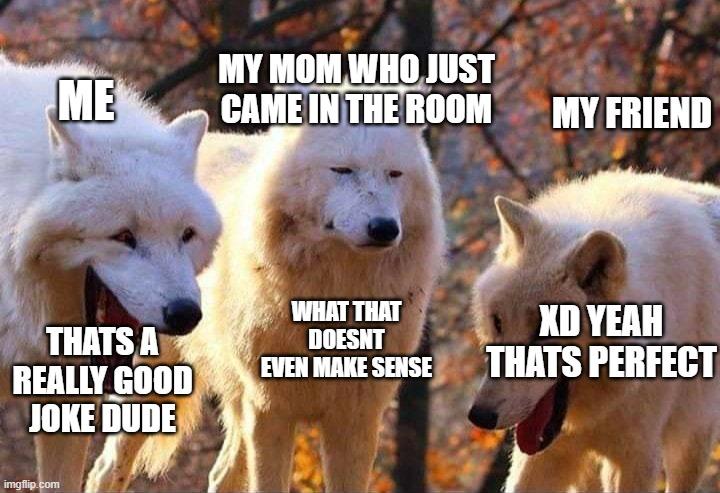 ME
MY MOM WHO JUST
CAME IN THE ROOM
MY FRIEND
THATS A
REALLY GOOD
JOKE DUDE
WHAT THAT
DOESNT
EVEN MAKE SENSE
XD YEAH
THATS PERFECT
imgflip.com